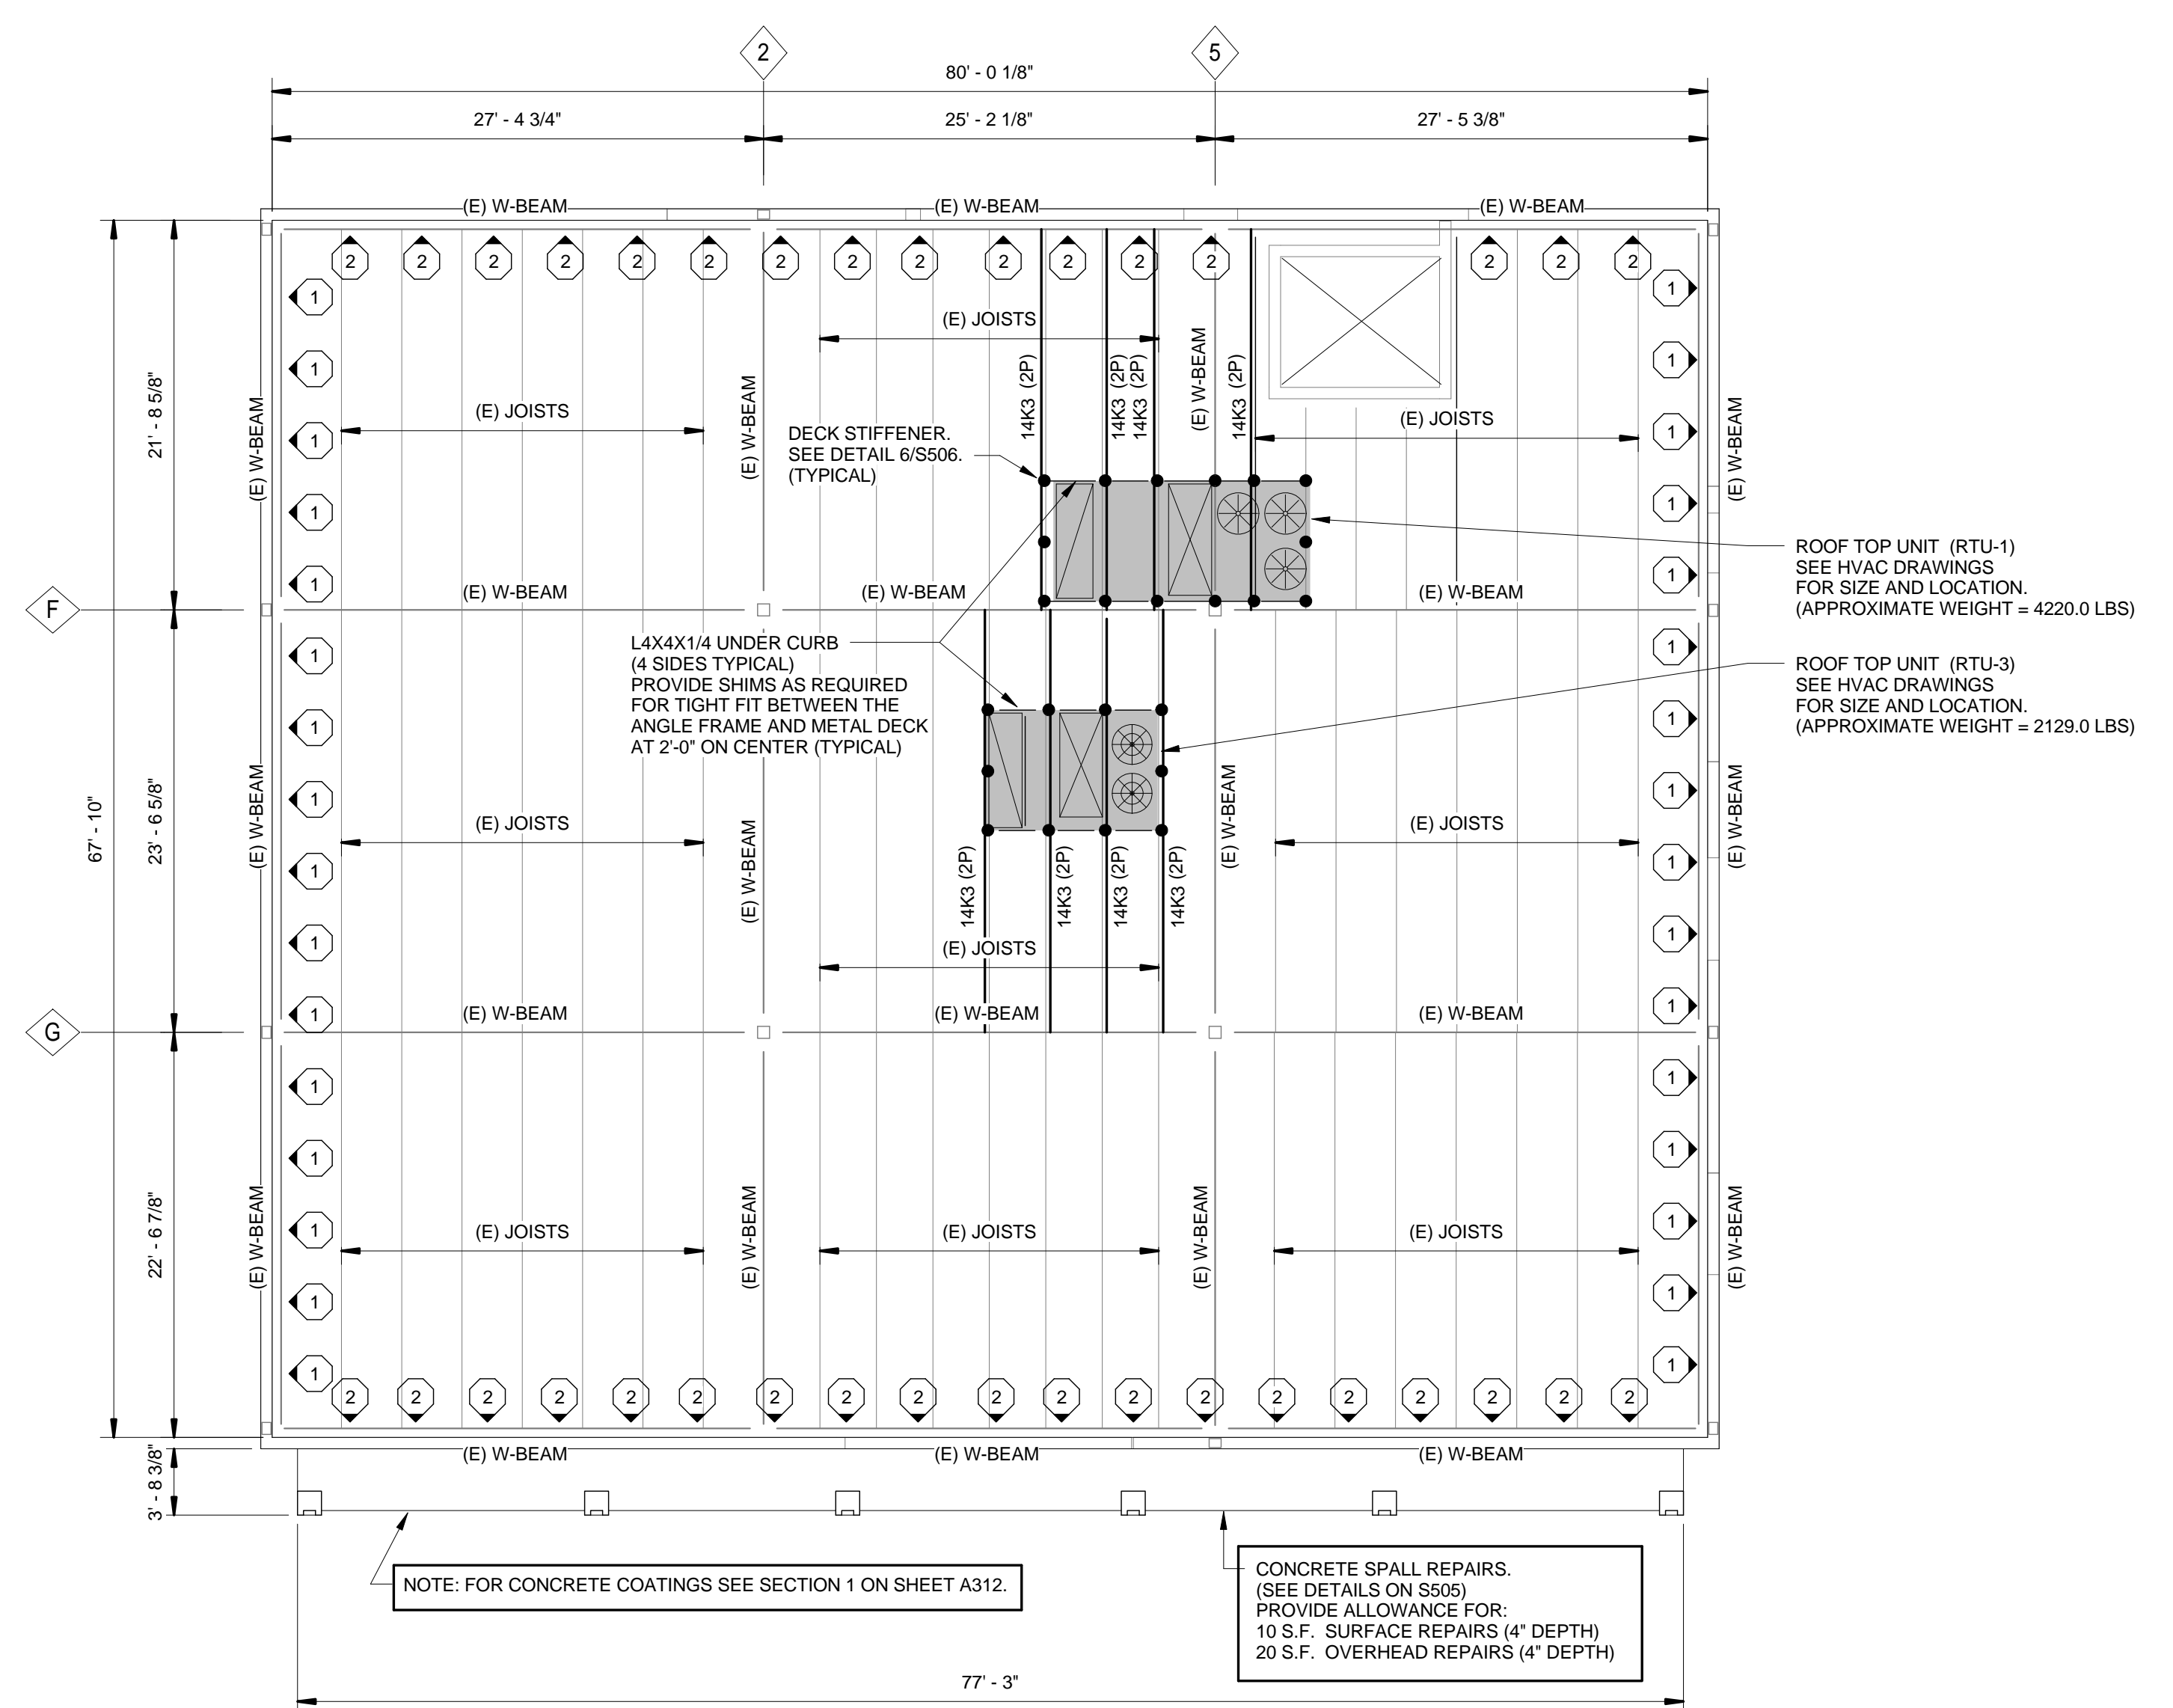 2
5
80' - 0 1/8"
27' - 4 3/4"
25' - 2 1/8"
27' - 5 3/8"
(E) W-BEAM
(E) W-BEAM
(E) W-BEAM
2 2 2 2 2 2 2 2 2 2 2 2 2 2 2 2
1 1 1 1 1 1 1 1 1 1 1 1 1 1 1 1
1 1 1 1 1 1 1 1 1 1 1 1 1 1 1 1
21' - 8 5/8"
(E) W-BEAM
(E) JOISTS
(E) W-BEAM
(E) JOISTS
14K3 (2P)
14K3 (2P)
14K3 (2P)
(E) W-BEAM
14K3 (2P)
(E) JOISTS
(E) W-BEAM
DECK STIFFENER.
SEE DETAIL 6/S506.
(TYPICAL)
ROOF TOP UNIT (RTU-1)
SEE HVAC DRAWINGS
FOR SIZE AND LOCATION.
(APPROXIMATE WEIGHT = 4220.0 LBS)
F
(E) W-BEAM
(E) W-BEAM
(E) W-BEAM
L4X4X1/4 UNDER CURB
(4 SIDES TYPICAL)
PROVIDE SHIMS AS REQUIRED
FOR TIGHT FIT BETWEEN THE
ANGLE FRAME AND METAL DECK
AT 2'-0" ON CENTER (TYPICAL)
ROOF TOP UNIT (RTU-3)
SEE HVAC DRAWINGS
FOR SIZE AND LOCATION.
(APPROXIMATE WEIGHT = 2129.0 LBS)
67' - 10"
23' - 6 5/8"
(E) W-BEAM
(E) JOISTS
(E) W-BEAM
14K3 (2P)
14K3 (2P)
14K3 (2P)
14K3 (2P)
(E) W-BEAM
(E) JOISTS
(E) W-BEAM
(E) JOISTS
G
(E) W-BEAM
(E) W-BEAM
(E) W-BEAM
22' - 6 7/8"
(E) W-BEAM
(E) JOISTS
(E) W-BEAM
(E) JOISTS
(E) W-BEAM
(E) JOISTS
(E) W-BEAM
2 2 2 2 2 2 2 2 2 2 2 2 2 2 2 2 2 2 2
(E) W-BEAM
(E) W-BEAM
(E) W-BEAM
3' - 8 3/8"
NOTE: FOR CONCRETE COATINGS SEE SECTION 1 ON SHEET A312.
CONCRETE SPALL REPAIRS.
(SEE DETAILS ON S505)
PROVIDE ALLOWANCE FOR:
10 S.F. SURFACE REPAIRS (4" DEPTH)
20 S.F. OVERHEAD REPAIRS (4" DEPTH)
77' - 3"